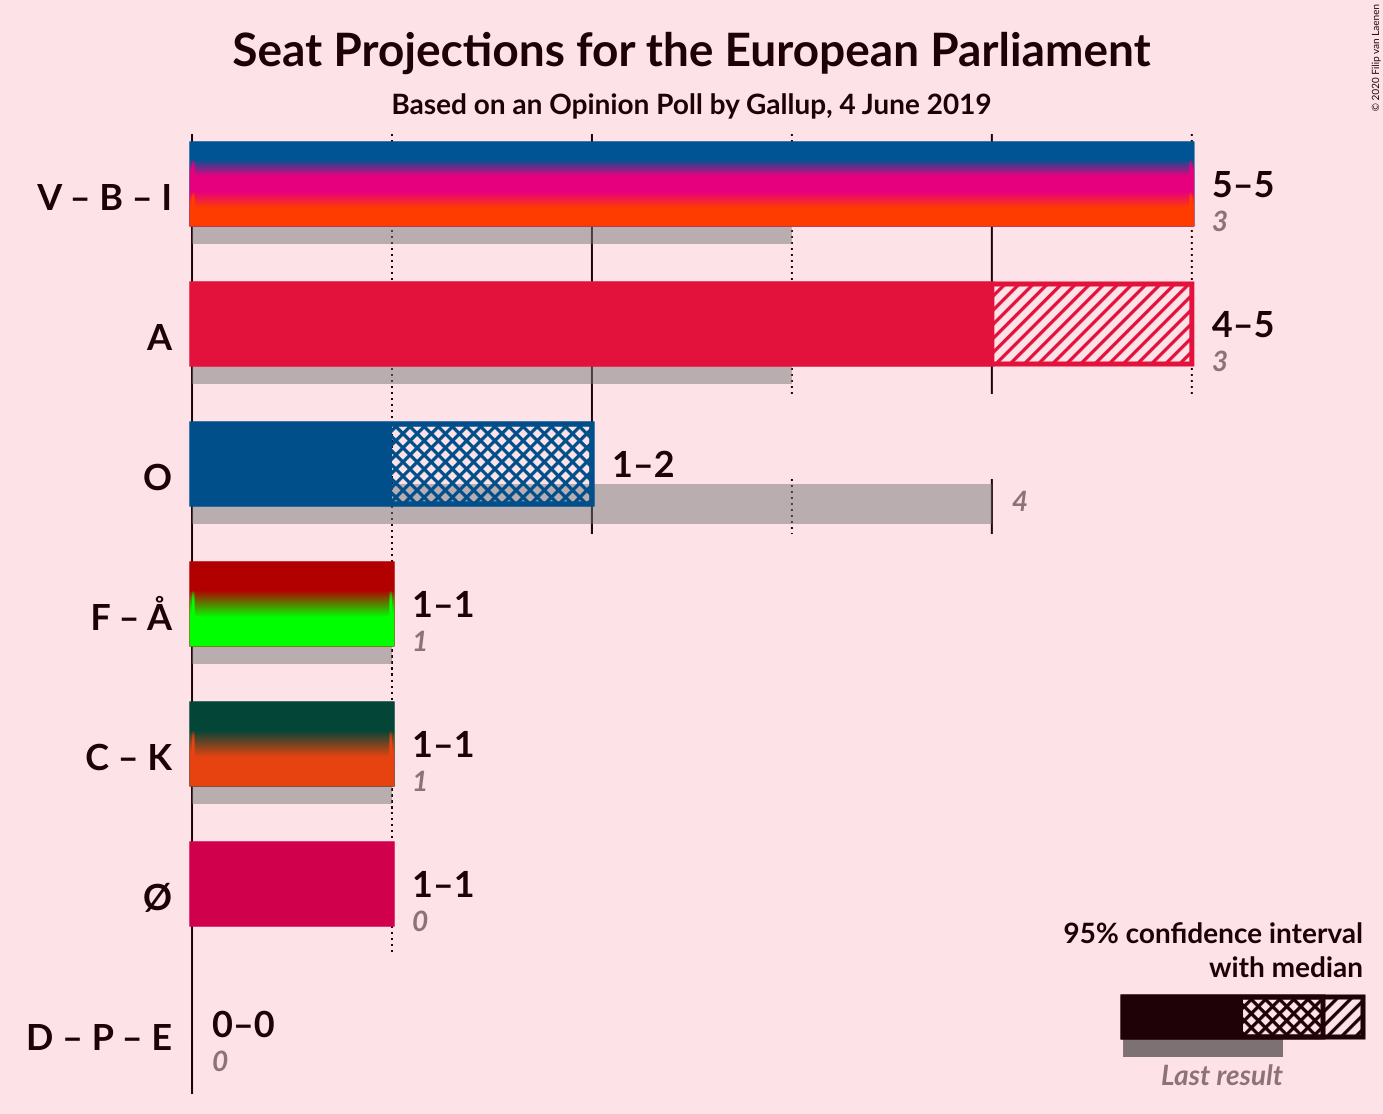 Seat Projections for the European Parliament
Based on an Opinion Poll by Gallup, 4 June 2019
© 2020 Filip van Laenen
V – B – I
5–5
3
A
4–5
3
O
1–2
4
F – Å
1–1
1
C – K
1–1
1
Ø
1–1
0
D – P – E
0–0
0
95% confidence interval
with median
Last result